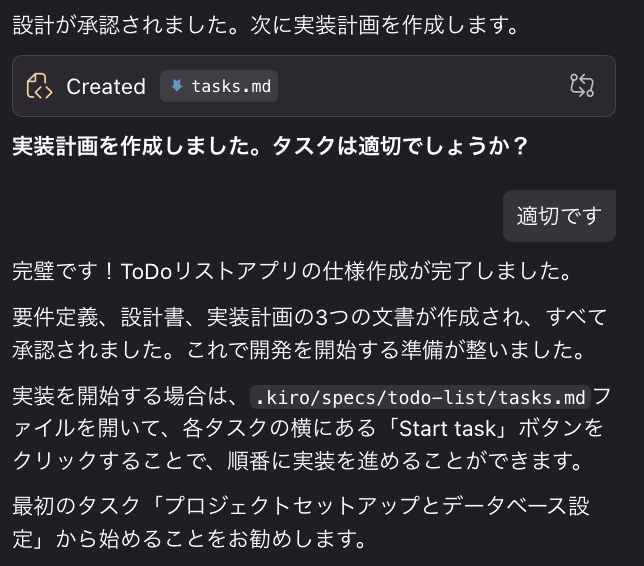 設計が承認されました。次に実装計画を作成します。
Created tasks.md
実装計画を作成しました。タスクは適切でしょうか？
適切です
完璧です！ToDoリストアプリの仕様作成が完了しました。
要件定義、設計書、実装計画の3つの文書が作成され、すべて
承認されました。これで開発を開始する準備が整いました。
実装を開始する場合は、.kiro/specs/todo-list/tasks.mdフ
ァイルを開いて、各タスクの横にある「Start task」ボタンを
クリックすることで、順番に実装を進めることができます。
最初のタスク「プロジェクトセットアップとデータベース設
定」から始めることをお勧めします。